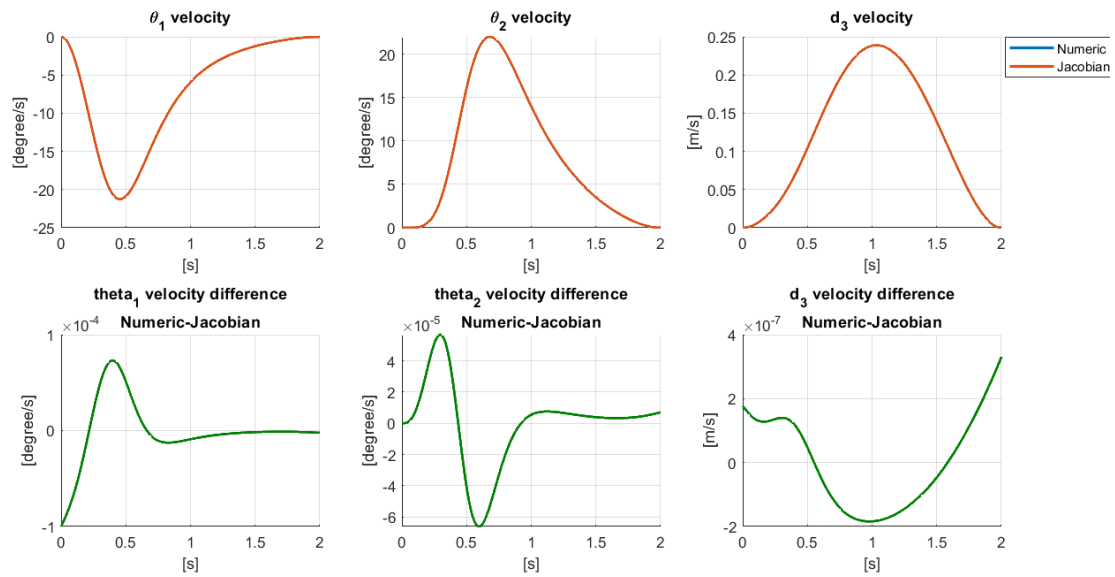 θ1 velocity
[degree/s]
0
-5
-10
-15
-20
-25
0 0.5 1 1.5 2
[s]
θ2 velocity
[degree/s]
20
15
10
5
0
0 0.5 1 1.5 2
[s]
d3 velocity
[m/s]
0.25
0.2
0.15
0.1
0.05
0
0 0.5 1 1.5 2
[s]
Numeric
Jacobian
theta1 velocity difference
Numeric-Jacobian
×10-4
[degree/s]
1
0
-1
0 0.5 1 1.5 2
[s]
theta2 velocity difference
Numeric-Jacobian
×10-5
[degree/s]
4
2
0
-2
-4
-6
0 0.5 1 1.5 2
[s]
d3 velocity difference
Numeric-Jacobian
×10-7
[m/s]
4
2
0
-2
0 0.5 1 1.5 2
[s]